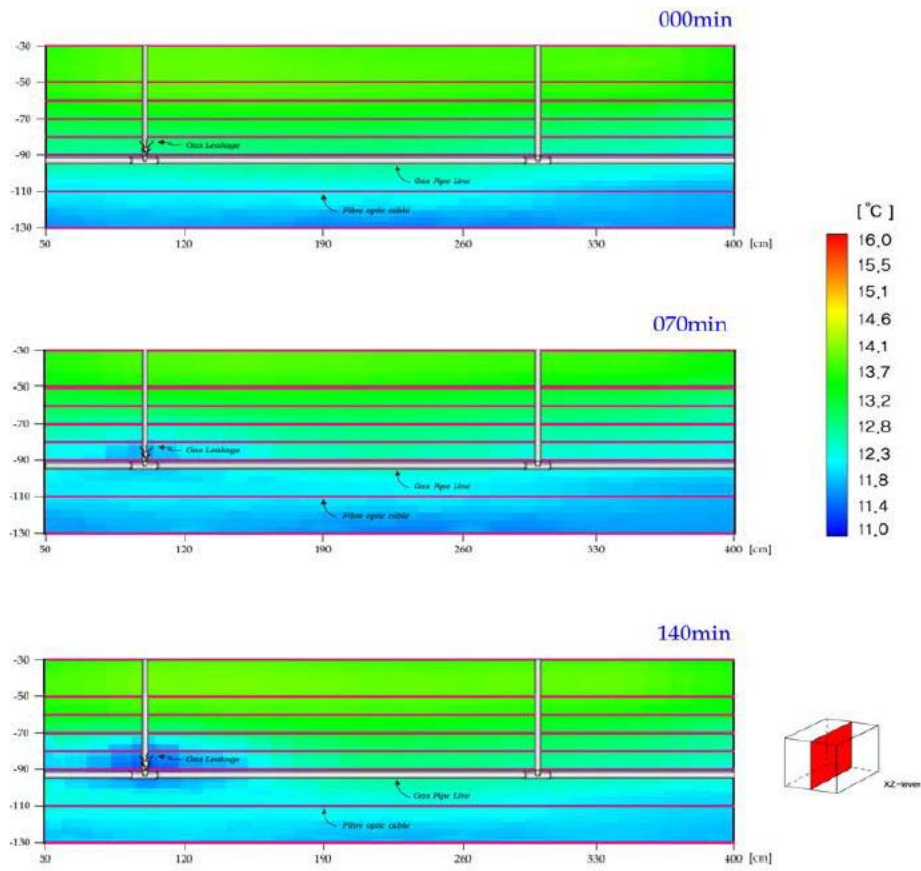 000min
-30
-50
-70
Gas Leakage
-90
Gas Pipe Line
-110
Fibre optic cable
-130
50 120 190 260 330 400 [cm]
070min
-30
-50
-70
Gas Leakage
-90
Gas Pipe Line
-110
Fibre optic cable
-130
50 120 190 260 330 400 [cm]
140min
-30
-50
-70
Gas Leakage
-90
Gas Pipe Line
-110
Fibre optic cable
-130
50 120 190 260 330 400 [cm]
[°C]
16.0
15.5
15.1
14.6
14.1
13.7
13.2
12.8
12.3
11.8
11.4
11.0